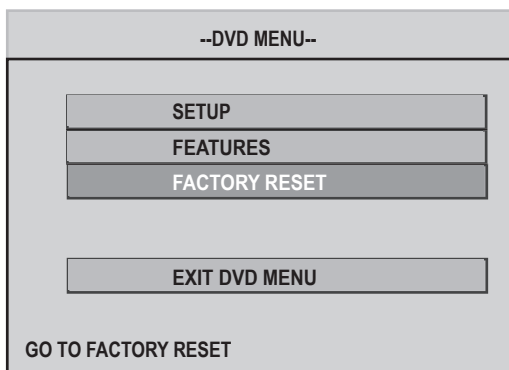 --DVD MENU--
SETUP
FEATURES
FACTORY RESET
EXIT DVD MENU
GO TO FACTORY RESET